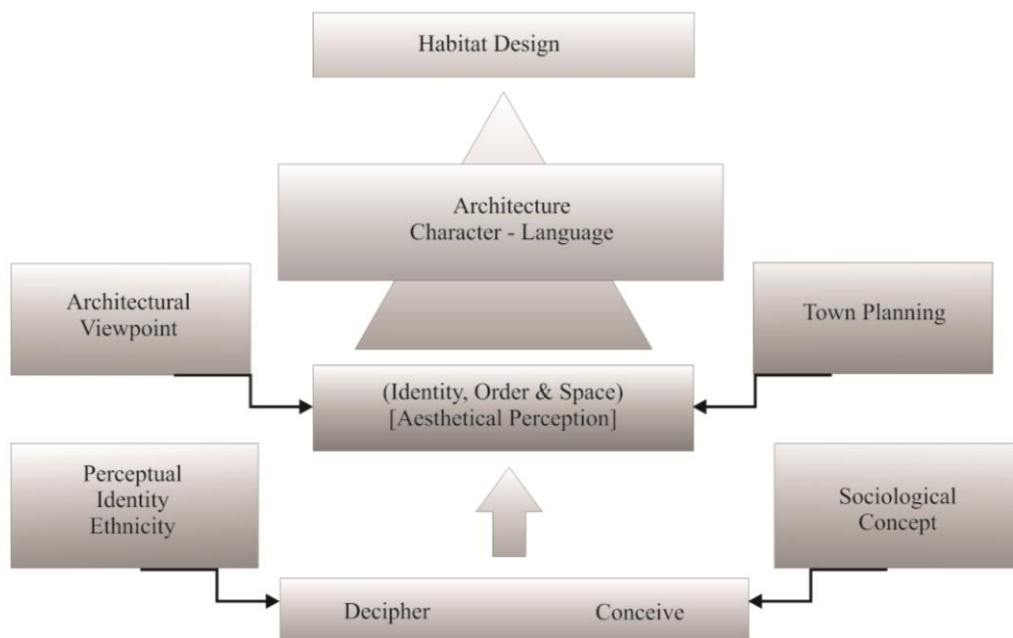 Habitat Design
Architecture
Character - Language
Architectural
Viewpoint
Town Planning
(Identity, Order & Space)
[Aesthetical Perception]
Perceptual
Identity
Ethnicity
Sociological
Concept
Decipher
Conceive